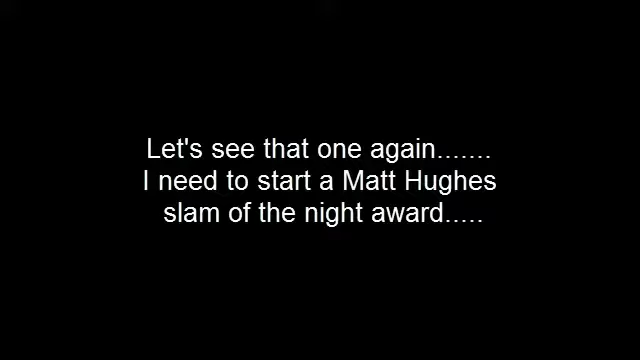 Let's see that one again.......
I need to start a Matt Hughes
slam of the night award.....